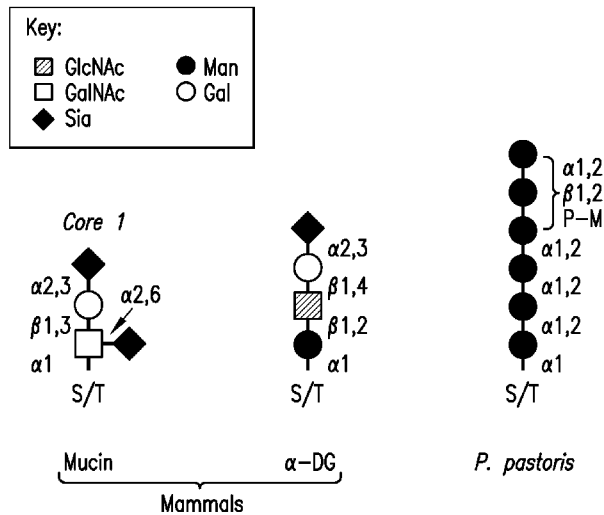 Key:
GlcNAc
Man
GalNAc
Gal
Sia
Core 1
α2,3
α2,6
β1,3
α1
S/T
Mucin
α2,3
β1,4
β1,2
α1
S/T
α-DG
Mammals
α1,2
β1,2
P-M
α1,2
α1,2
α1,2
α1
S/T
P. pastoris